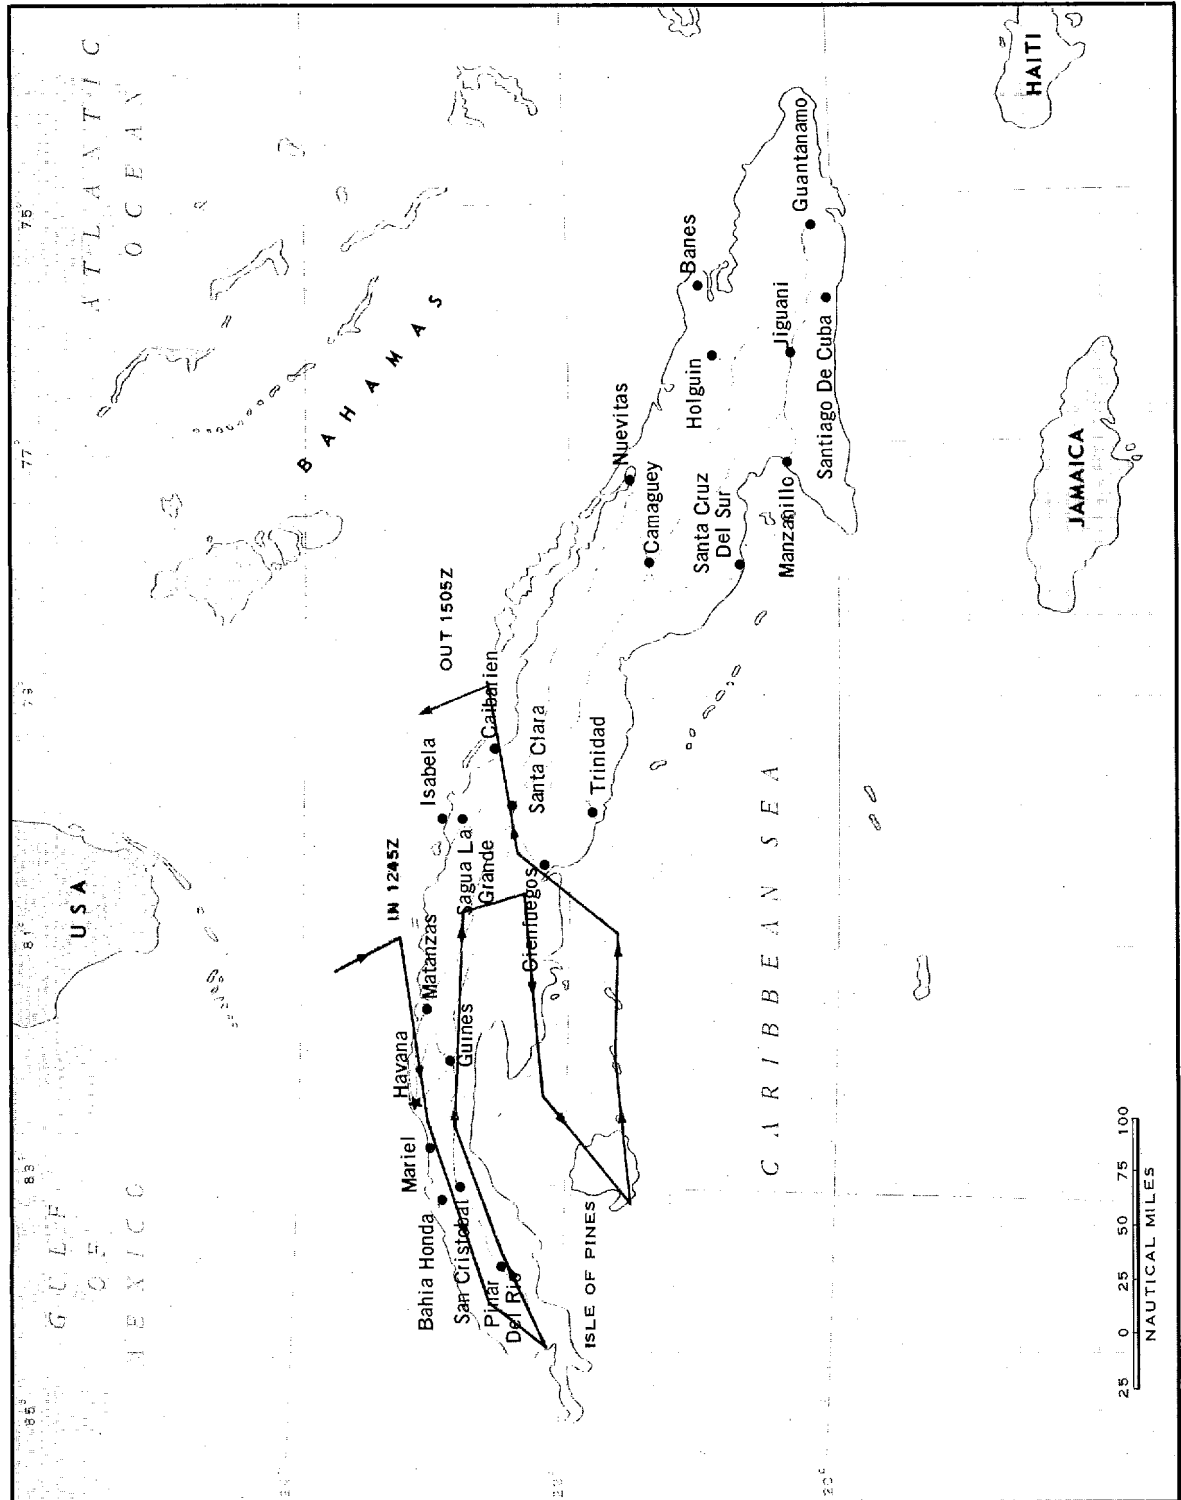 ATLANTIC
OCEAN
GULF
OF
MEXICO
USA
BAHAMAS
HAITI
JAMAICA
CARIBBEAN SEA
85°
83°
81°
79°
77°
75°
20°
IN 1245Z
OUT 1505Z
Havana
Matanzas
Mariel
Bahia Honda
San Cristobal
Pinar
Del Rio
Guines
Isabela
Sagua La
Grande
Caibarien
Santa Clara
Cienfuegos
Trinidad
Nuevitas
Camaguey
Santa Cruz
Del Sur
Manzanillo
Holguin
Banes
Jiguani
Santiago De Cuba
Guantanamo
ISLE OF PINES
25 0 25 50 75 100
NAUTICAL MILES